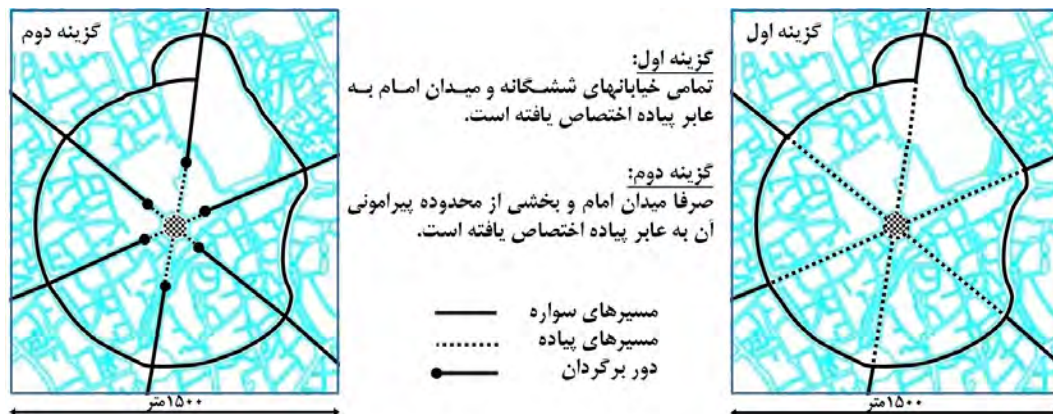 گزینه اول
گزینه اول:
تمامی خیابانهای ششگانه و میدان امام به
عابر پیاده اختصاص یافته است.
گزینه دوم:
صرفا میدان امام و بخشی از محدوده پیرامونی
آن به عابر پیاده اختصاص یافته است.
مسیرهای سواره
مسیرهای پیاده
دور برگردان
گزینه دوم
۱۵۰۰متر
۱۵۰۰متر